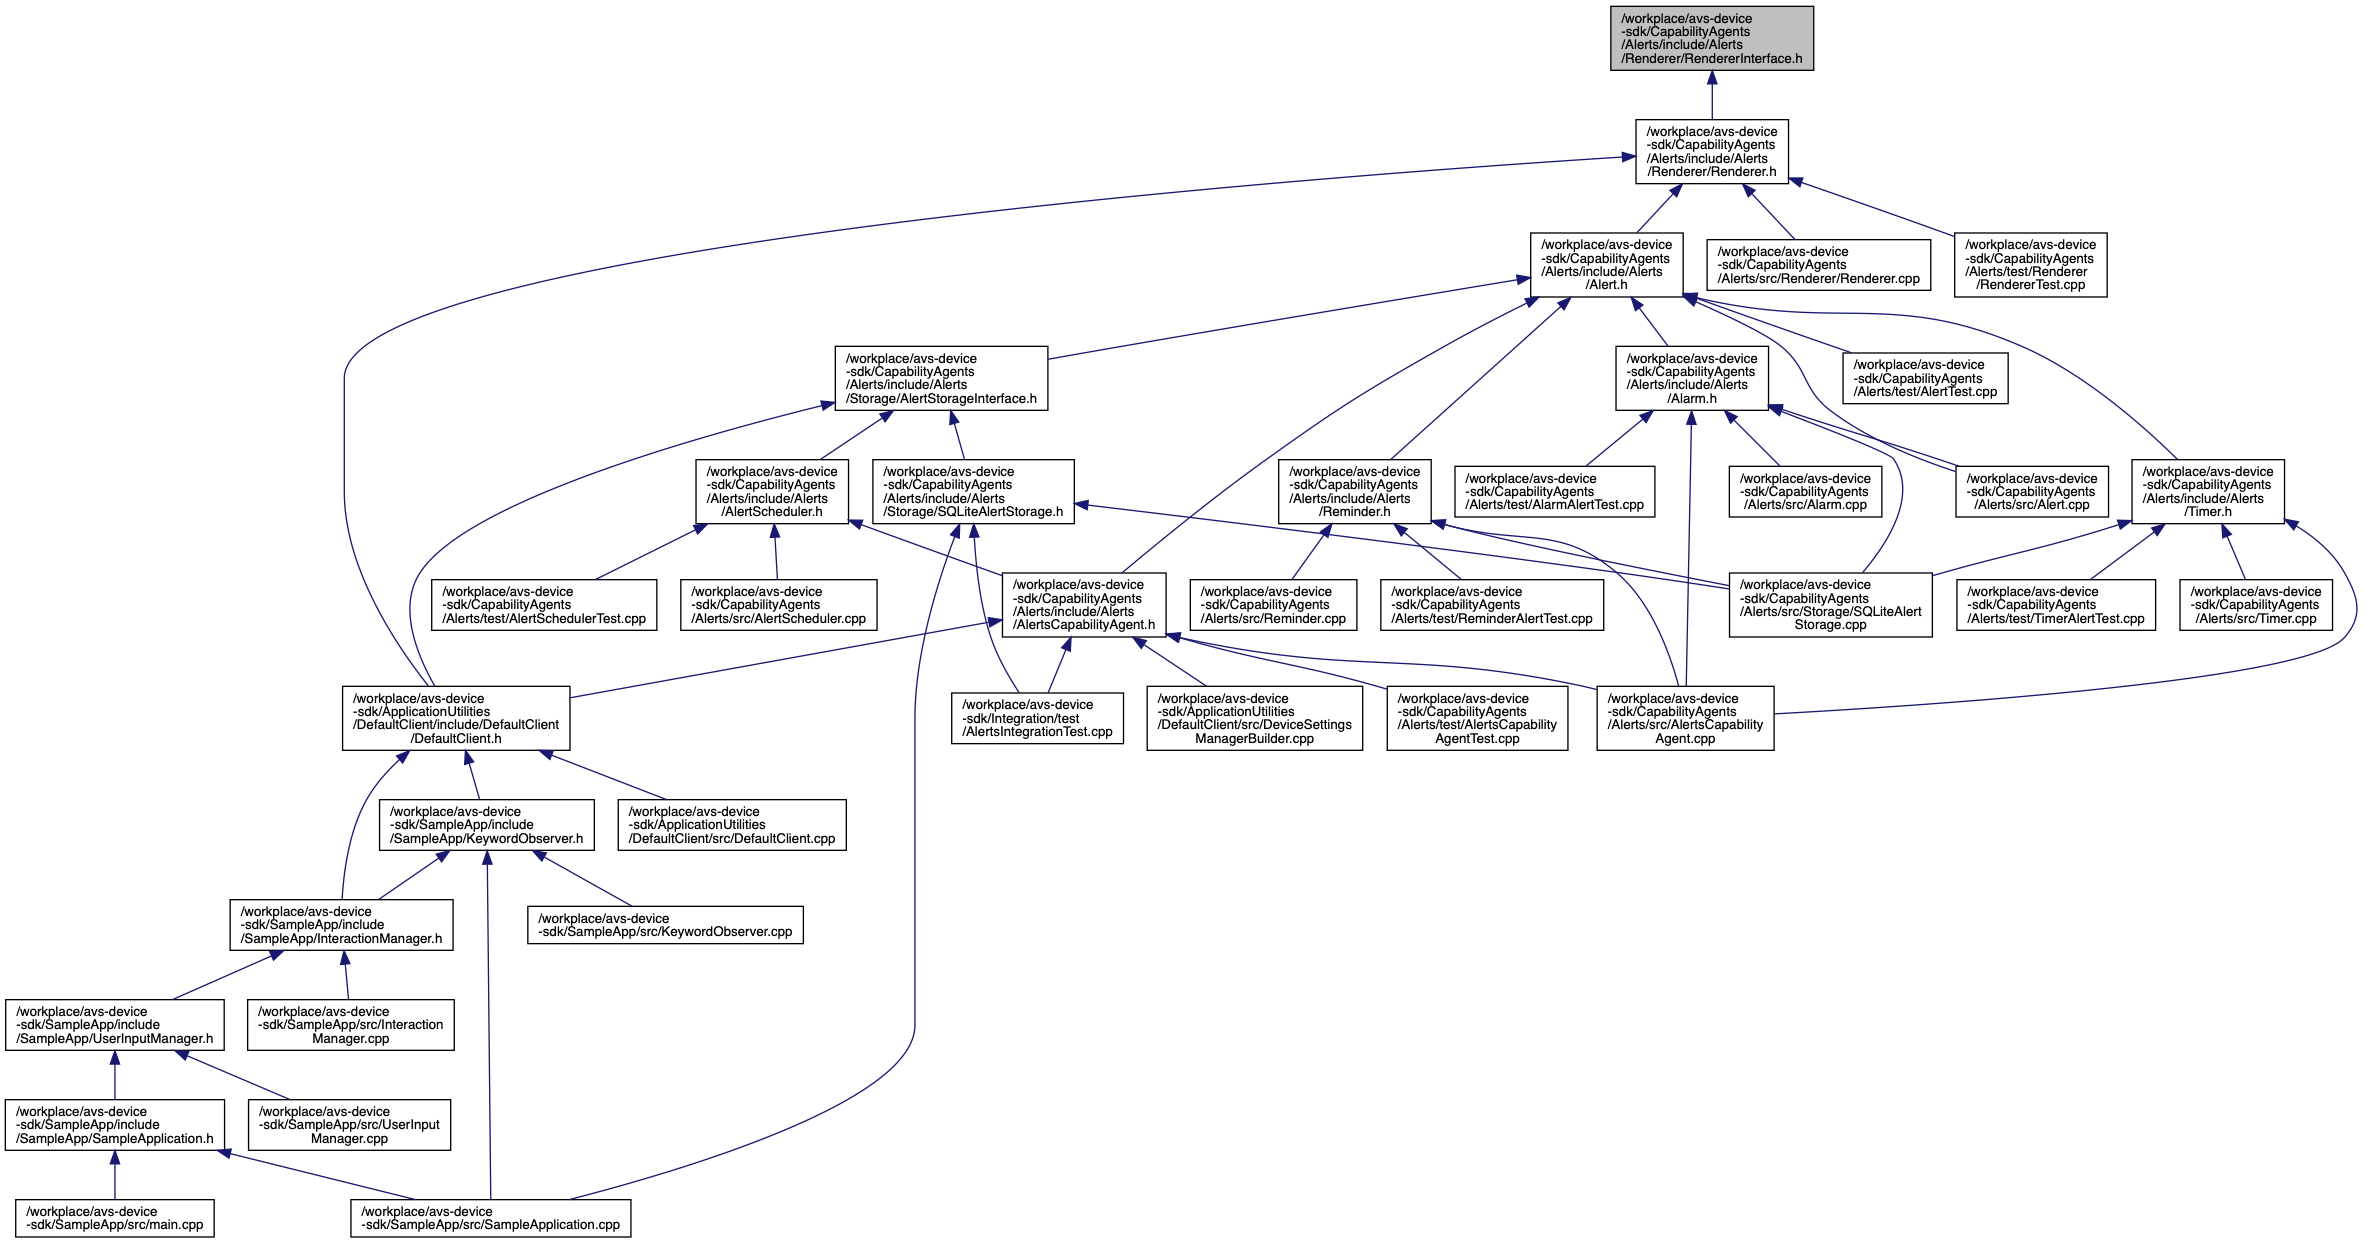 /workplace/avs-device
-sdk/CapabilityAgents
/Alerts/include/Alerts
/Renderer/RendererInterface.h
/workplace/avs-device
-sdk/CapabilityAgents
/Alerts/include/Alerts
/Renderer/Renderer.h
/workplace/avs-device
-sdk/CapabilityAgents
/Alerts/include/Alerts
/Alert.h
/workplace/avs-device
-sdk/CapabilityAgents
/Alerts/src/Renderer/Renderer.cpp
/workplace/avs-device
-sdk/CapabilityAgents
/Alerts/test/Renderer
/RendererTest.cpp
/workplace/avs-device
-sdk/CapabilityAgents
/Alerts/include/Alerts
/Storage/AlertStorageInterface.h
/workplace/avs-device
-sdk/CapabilityAgents
/Alerts/include/Alerts
/Alarm.h
/workplace/avs-device
-sdk/CapabilityAgents
/Alerts/test/AlertTest.cpp
/workplace/avs-device
-sdk/CapabilityAgents
/Alerts/include/Alerts
/AlertScheduler.h
/workplace/avs-device
-sdk/CapabilityAgents
/Alerts/include/Alerts
/Storage/SQLiteAlertStorage.h
/workplace/avs-device
-sdk/CapabilityAgents
/Alerts/include/Alerts
/Reminder.h
/workplace/avs-device
-sdk/CapabilityAgents
/Alerts/test/AlarmAlertTest.cpp
/workplace/avs-device
-sdk/CapabilityAgents
/Alerts/src/Alarm.cpp
/workplace/avs-device
-sdk/CapabilityAgents
/Alerts/src/Alert.cpp
/workplace/avs-device
-sdk/CapabilityAgents
/Alerts/include/Alerts
/Timer.h
/workplace/avs-device
-sdk/CapabilityAgents
/Alerts/test/AlertSchedulerTest.cpp
/workplace/avs-device
-sdk/CapabilityAgents
/Alerts/src/AlertScheduler.cpp
/workplace/avs-device
-sdk/CapabilityAgents
/Alerts/include/Alerts
/AlertsCapabilityAgent.h
/workplace/avs-device
-sdk/CapabilityAgents
/Alerts/src/Reminder.cpp
/workplace/avs-device
-sdk/CapabilityAgents
/Alerts/test/ReminderAlertTest.cpp
/workplace/avs-device
-sdk/CapabilityAgents
/Alerts/src/Storage/SQLiteAlert
Storage.cpp
/workplace/avs-device
-sdk/CapabilityAgents
/Alerts/test/TimerAlertTest.cpp
/workplace/avs-device
-sdk/CapabilityAgents
/Alerts/src/Timer.cpp
/workplace/avs-device
-sdk/ApplicationUtilities
/DefaultClient/include/DefaultClient
/DefaultClient.h
/workplace/avs-device
-sdk/Integration/test
/AlertsIntegrationTest.cpp
/workplace/avs-device
-sdk/ApplicationUtilities
/DefaultClient/src/DeviceSettings
ManagerBuilder.cpp
/workplace/avs-device
-sdk/CapabilityAgents
/Alerts/test/AlertsCapability
AgentTest.cpp
/workplace/avs-device
-sdk/CapabilityAgents
/Alerts/src/AlertsCapability
Agent.cpp
/workplace/avs-device
-sdk/SampleApp/include
/SampleApp/KeywordObserver.h
/workplace/avs-device
-sdk/ApplicationUtilities
/DefaultClient/src/DefaultClient.cpp
/workplace/avs-device
-sdk/SampleApp/include
/SampleApp/InteractionManager.h
/workplace/avs-device
-sdk/SampleApp/src/KeywordObserver.cpp
/workplace/avs-device
-sdk/SampleApp/include
/SampleApp/UserInputManager.h
/workplace/avs-device
-sdk/SampleApp/src/Interaction
Manager.cpp
/workplace/avs-device
-sdk/SampleApp/include
/SampleApp/SampleApplication.h
/workplace/avs-device
-sdk/SampleApp/src/UserInput
Manager.cpp
/workplace/avs-device
-sdk/SampleApp/src/main.cpp
/workplace/avs-device
-sdk/SampleApp/src/SampleApplication.cpp